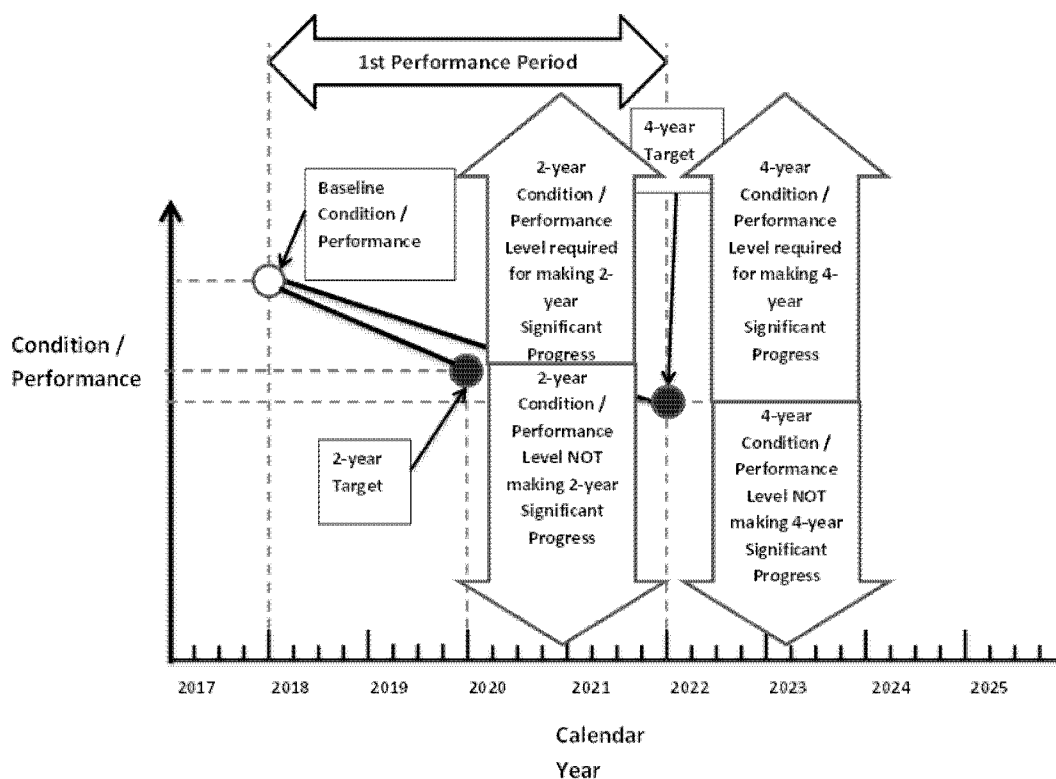 1st Performance Period
4-year
Target
Baseline
Condition /
Performance
2-year
Condition /
Performance
Level required
for making 2-
year
Significant
Progress
4-year
Condition /
Performance
Level required
for making 4-
year
Significant
Progress
Condition /
Performance
2-year
Target
2-year
Condition /
Performance
Level NOT
making 2-year
Significant
Progress
4-year
Condition /
Performance
Level NOT
making 4-year
Significant
Progress
2017 2018 2019 2020 2021 2022 2023 2024 2025
Calendar
Year